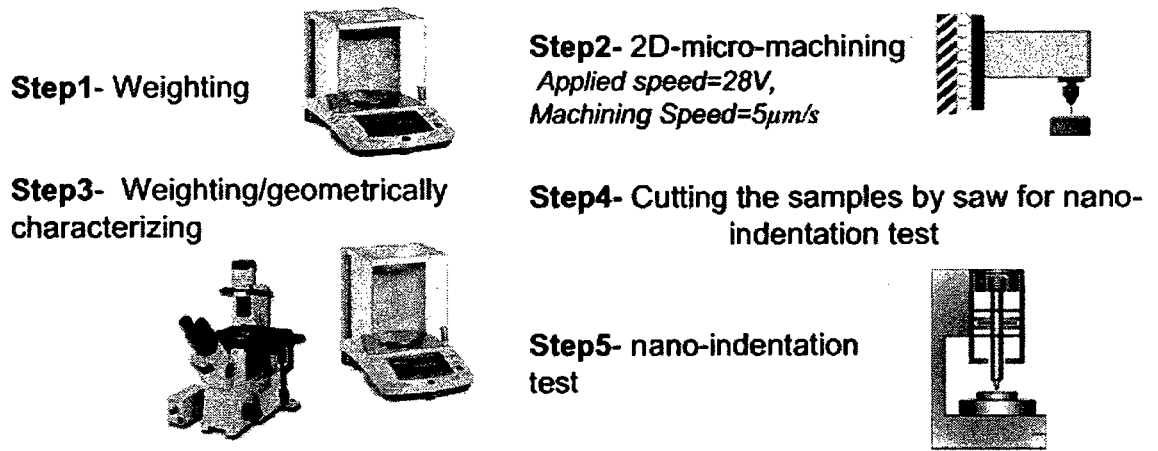 Step1- Weighting
Step2- 2D-micro-machining
Applied speed=28V,
Machining Speed=5μm/s
Step3- Weighting/geometrically
characterizing
Step4- Cutting the samples by saw for nano-
indentation test
Step5- nano-indentation
test